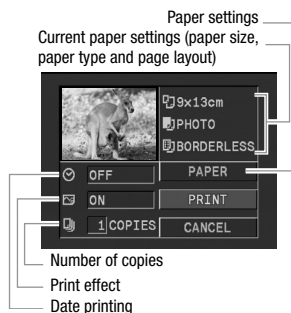 Paper settings
Current paper settings (paper size,
paper type and page layout)
9x13cm
PHOTO
BORDERLESS
OFF
PAPER
ON
PRINT
1 COPIES
CANCEL
Number of copies
Print effect
Date printing